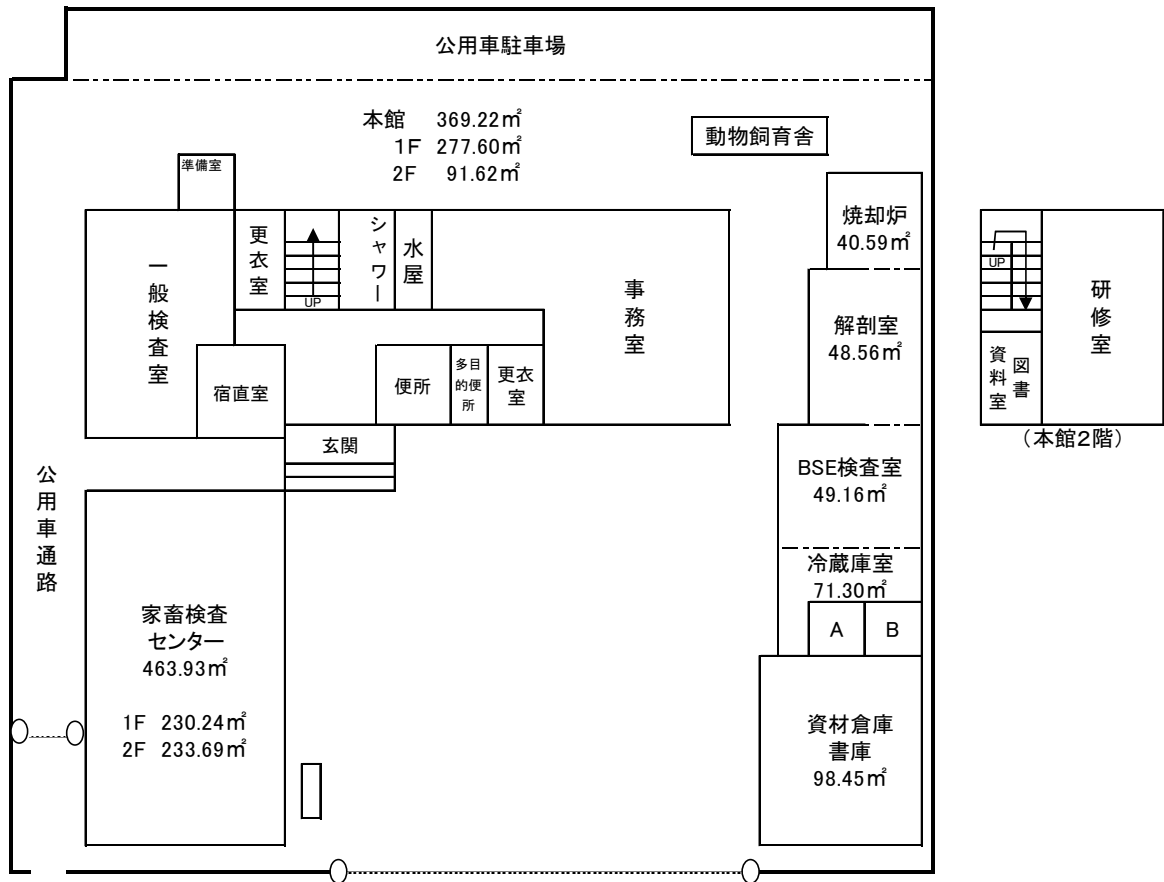 公用車駐車場
本館 369.22㎡
1F 277.60㎡
2F 91.62㎡
動物飼育舎
準備室
焼却炉
40.59㎡
一般検査室
更衣室
UP
シャワー
水屋
事務室
解剖室
48.56㎡
UP
研修室
図書
資料室
(本館2階)
宿直室
便所
多目
的便
所
更衣
室
玄関
BSE検査室
49.16㎡
公用車通路
冷蔵庫室
71.30㎡
A
B
家畜検査
センター
463.93㎡
1F 230.24㎡
2F 233.69㎡
資材倉庫
書庫
98.45㎡